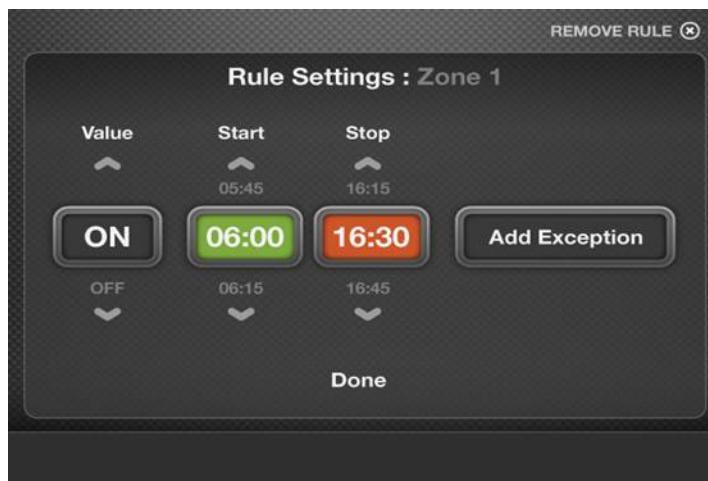 REMOVE RULE
Rule Settings : Zone 1
Value Start Stop
05:45 16:15
ON 06:00 16:30 Add Exception
OFF 06:15 16:45
Done